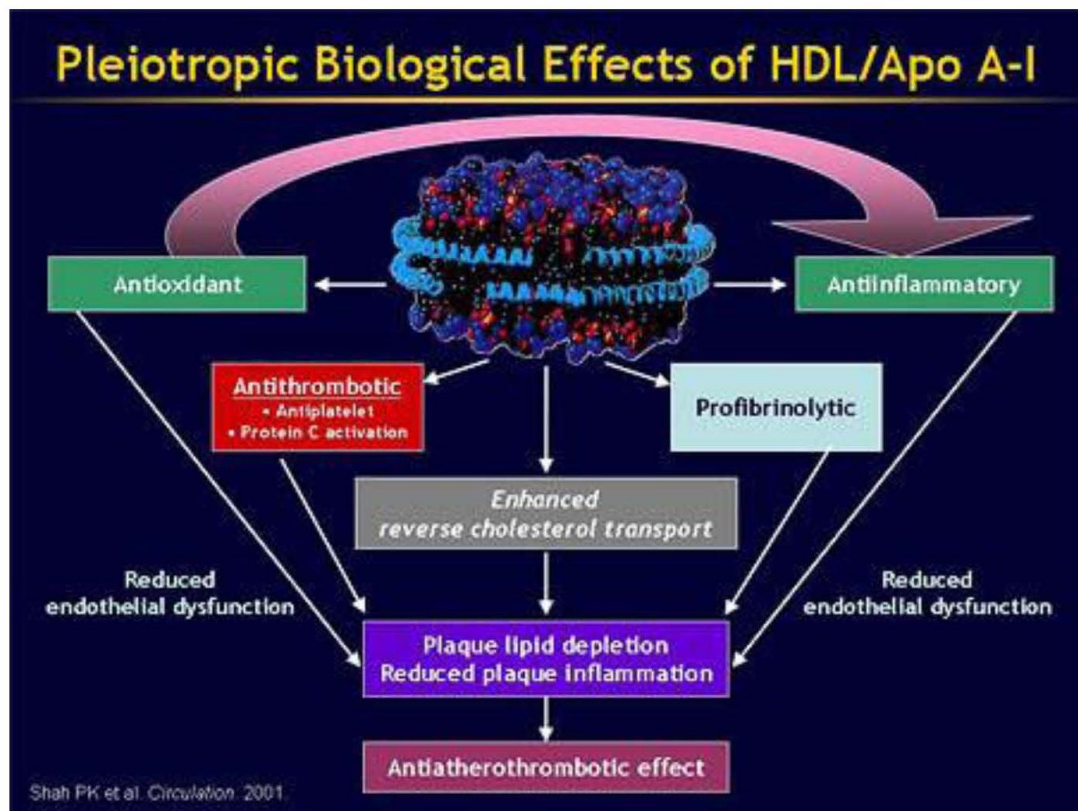 Pleiotropic Biological Effects of HDL/Apo A-I
Antioxidant
Antiinflammatory
Antithrombotic
• Antiplatelet
• Protein C activation
Profibrinolytic
Enhanced
reverse cholesterol transport
Reduced
endothelial dysfunction
Reduced
endothelial dysfunction
Plaque lipid depletion
Reduced plaque inflammation
Antiatherothrombotic effect
Shah PK et al. Circulation. 2001.